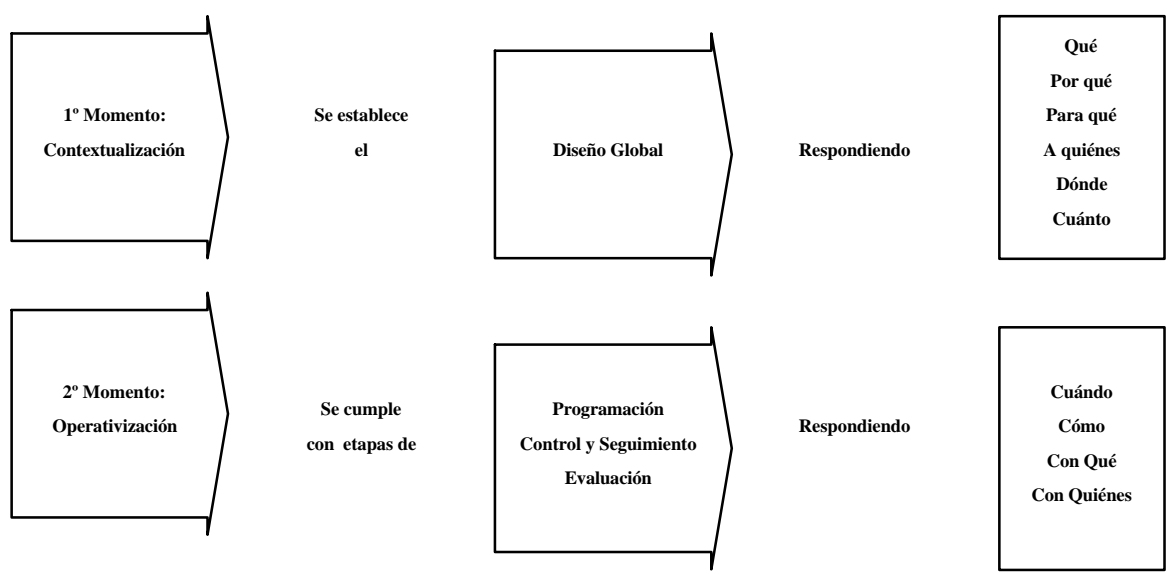 1º Momento:
Contextualización
Se establece
el
Diseño Global
Respondiendo
Qué
Por qué
Para qué
A quiénes
Dónde
Cuánto
2º Momento:
Operativización
Se cumple
con etapas de
Programación
Control y Seguimiento
Evaluación
Respondiendo
Cuándo
Cómo
Con Qué
Con Quiénes